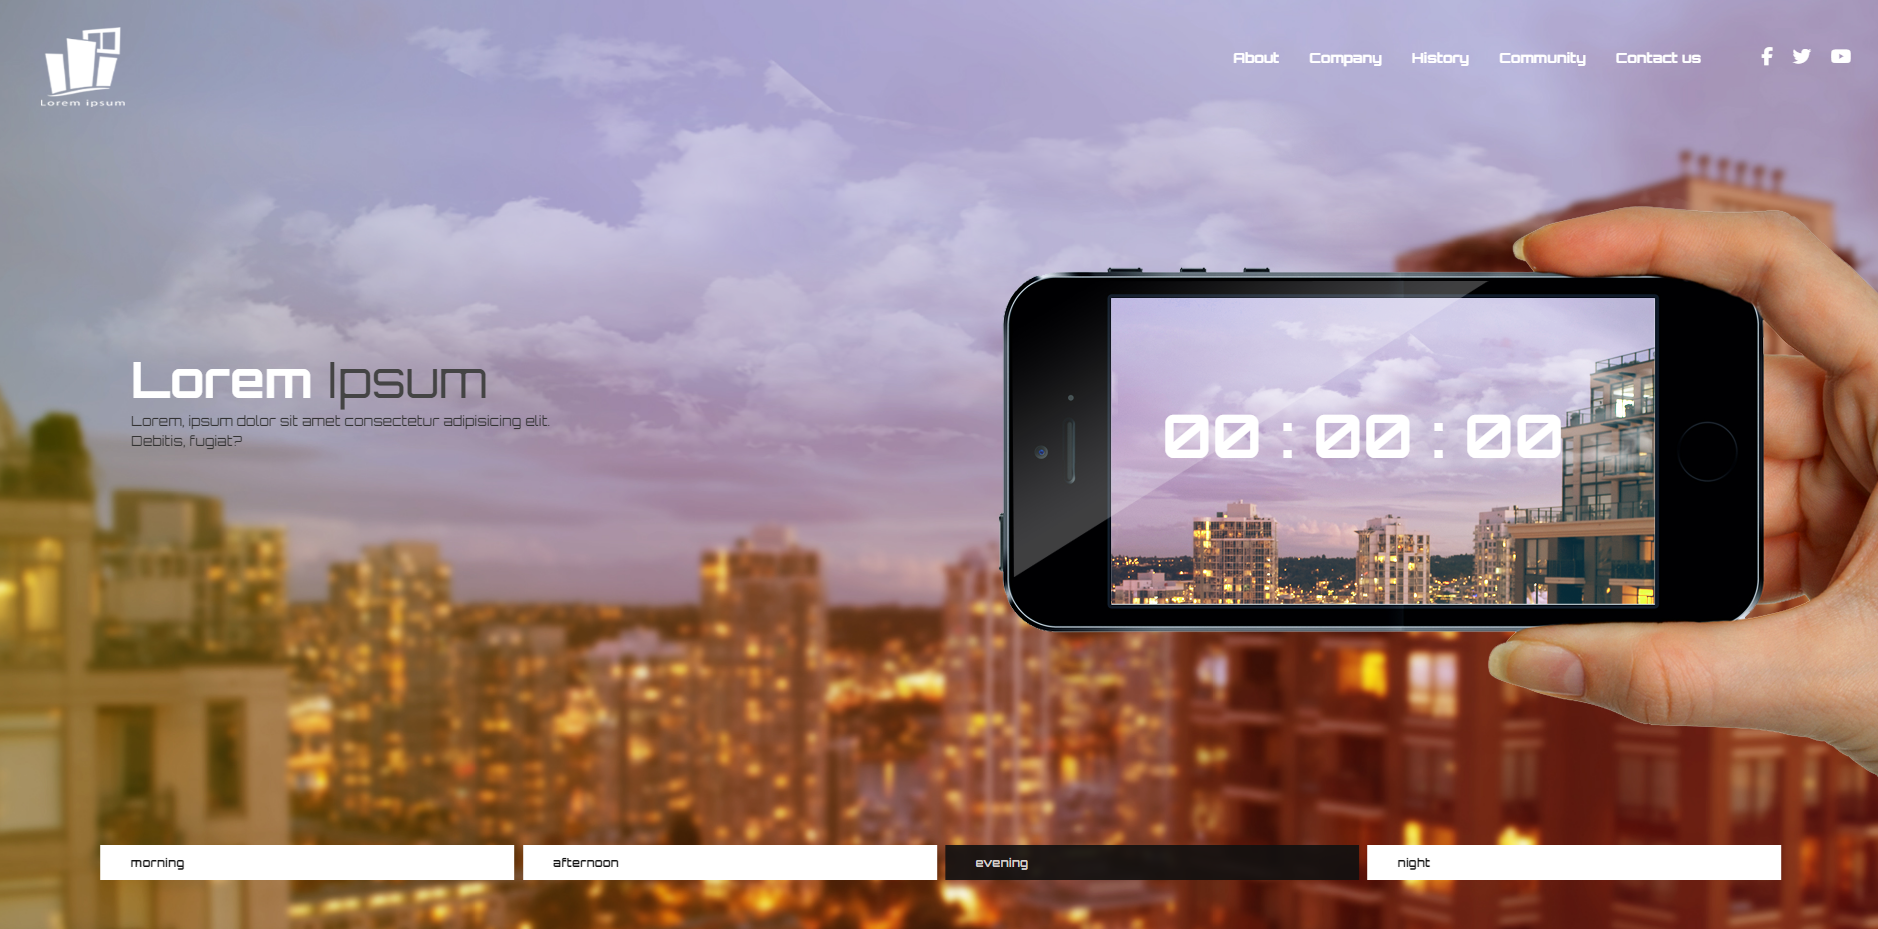 Lorem ipsum
About Company History Community Contact us
Lorem Ipsum
Lorem, ipsum dolor sit amet consectetur adipisicing elit.
Debitis, fugiat?
00 : 00 : 00
morning afternoon evening night